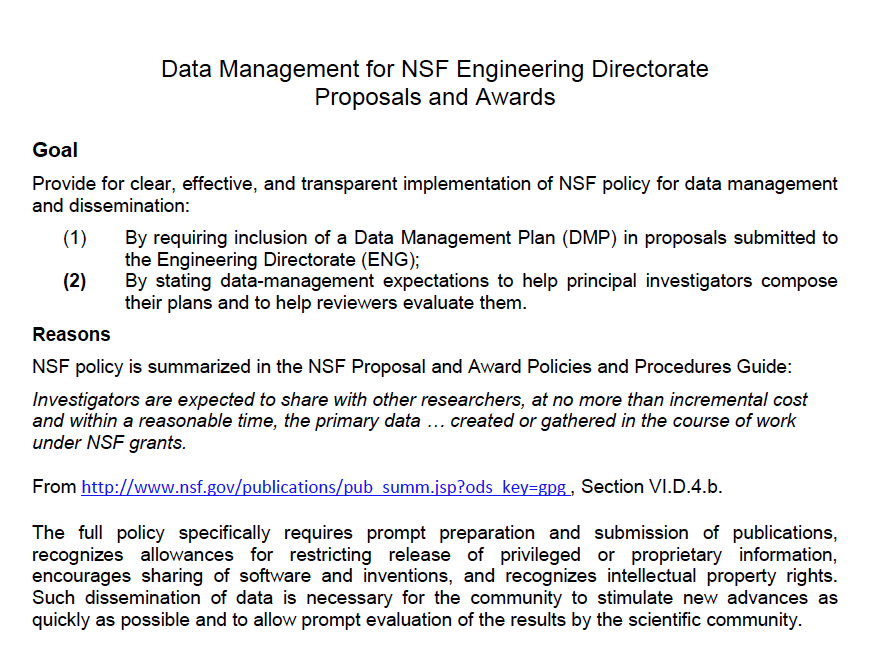 Data Management for NSF Engineering Directorate
Proposals and Awards
Goal
Provide for clear, effective, and transparent implementation of NSF policy for data management
and dissemination:
(1) By requiring inclusion of a Data Management Plan (DMP) in proposals submitted to
the Engineering Directorate (ENG);
(2) By stating data-management expectations to help principal investigators compose
their plans and to help reviewers evaluate them.
Reasons
NSF policy is summarized in the NSF Proposal and Award Policies and Procedures Guide:
Investigators are expected to share with other researchers, at no more than incremental cost
and within a reasonable time, the primary data … created or gathered in the course of work
under NSF grants.
From http://www.nsf.gov/publications/pub_summ.jsp?ods_key=gpg , Section VI.D.4.b.
The full policy specifically requires prompt preparation and submission of publications,
recognizes allowances for restricting release of privileged or proprietary information,
encourages sharing of software and inventions, and recognizes intellectual property rights.
Such dissemination of data is necessary for the community to stimulate new advances as
quickly as possible and to allow prompt evaluation of the results by the scientific community.